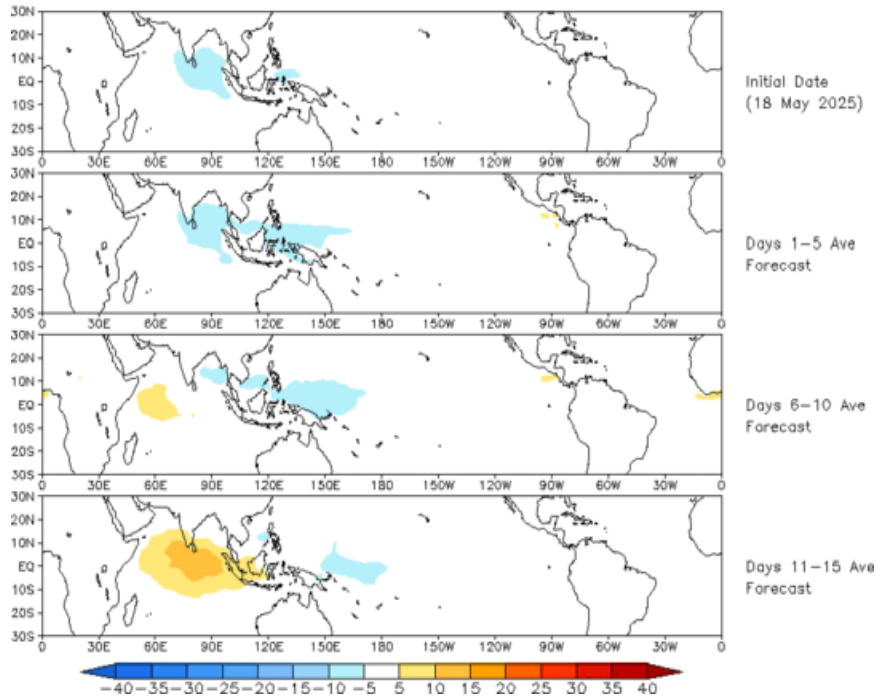 30N
20N
10N
EQ
10S
20S
30S
0 30E 60E 90E 120E 150E 180 150W 120W 90W 60W 30W 0
Initial Date
(18 May 2025)
30N
20N
10N
EQ
10S
20S
30S
0 30E 60E 90E 120E 150E 180 150W 120W 90W 60W 30W 0
Days 1-5 Ave
Forecast
30N
20N
10N
EQ
10S
20S
30S
0 30E 60E 90E 120E 150E 180 150W 120W 90W 60W 30W 0
Days 6-10 Ave
Forecast
30N
20N
10N
EQ
10S
20S
30S
0 30E 60E 90E 120E 150E 180 150W 120W 90W 60W 30W 0
Days 11-15 Ave
Forecast
-40 -35 -30 -25 -20 -15 -10 -5 5 10 15 20 25 30 35 40